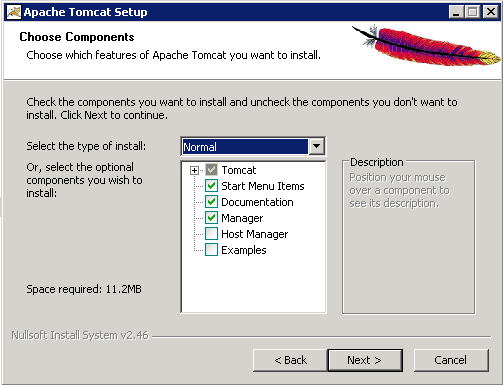 Apache Tomcat Setup
Choose Components
Choose which features of Apache Tomcat you want to install.
Check the components you want to install and uncheck the components you don't want to
install. Click Next to continue.
Select the type of install:
Normal
Or, select the optional
components you wish to
install:
Tomcat
Start Menu Items
Documentation
Manager
Host Manager
Examples
Description
Position your mouse
over a component to
see its description.
Space required: 11.2MB
Nullsoft Install System v2.46
< Back
Next >
Cancel